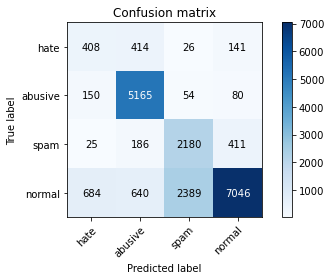 Confusion matrix
hate 408 414 26 141
abusive 150 5165 54 80
spam 25 186 2180 411
normal 684 640 2389 7046
hate abusive spam normal
True label
Predicted label
7000
6000
5000
4000
3000
2000
1000